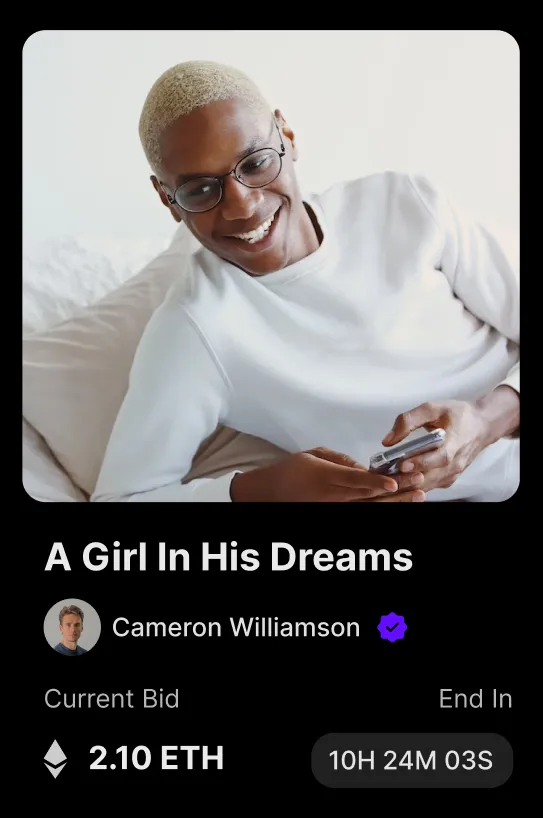 A Girl In His Dreams
Cameron Williamson
Current Bid
End In
2.10 ETH
10H 24M 03S